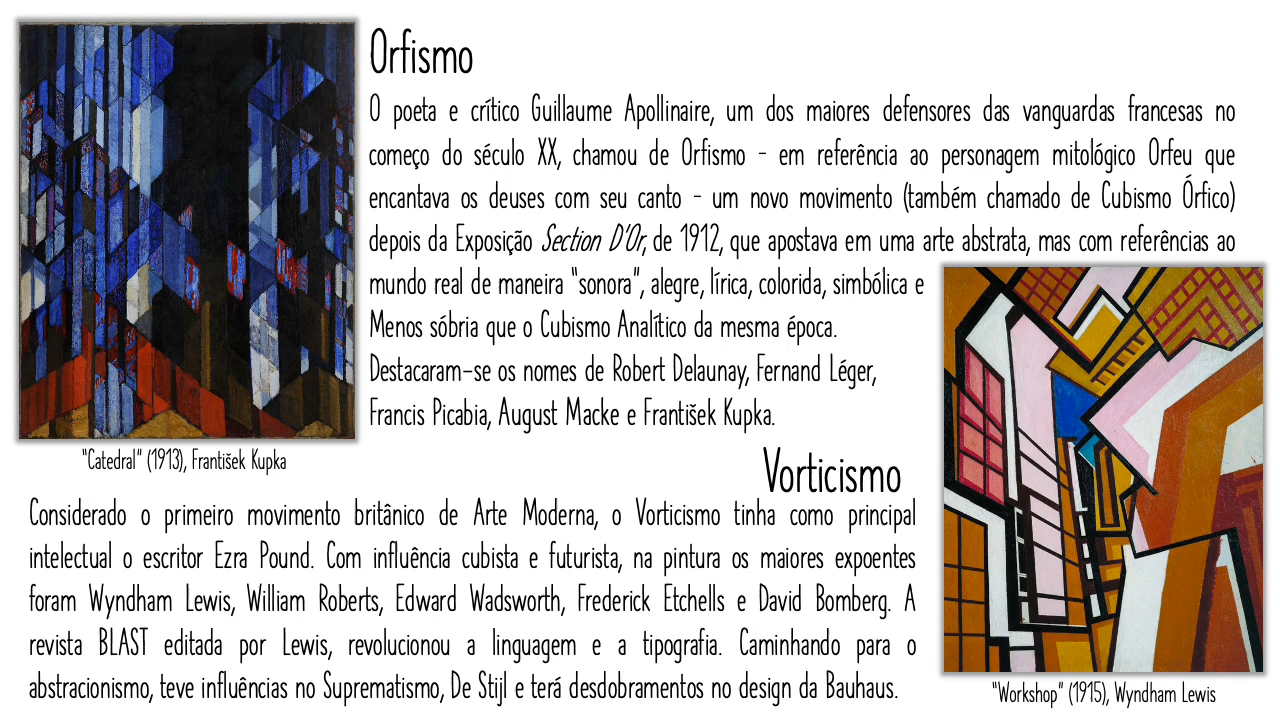 Orfismo
O poeta e crítico Guillaume Apollinaire, um dos maiores defensores das vanguardas francesas no
começo do século XX, chamou de Orfismo - em referência ao personagem mitológico Orfeu que
encantava os deuses com seu canto - um novo movimento (também chamado de Cubismo Órfico)
depois da Exposição Section D'Or, de 1912, que apostava em uma arte abstrata, mas com referências ao
mundo real de maneira "sonora", alegre, lírica, colorida, simbólica e
Menos sóbria que o Cubismo Analítico da mesma época.
Destacaram-se os nomes de Robert Delaunay, Fernand Léger,
Francis Picabia, August Macke e František Kupka.
"Catedral" (1913), František Kupka
Vorticismo
Considerado o primeiro movimento britânico de Arte Moderna, o Vorticismo tinha como principal
intelectual o escritor Ezra Pound. Com influência cubista e futurista, na pintura os maiores expoentes
foram Wyndham Lewis, William Roberts, Edward Wadsworth, Frederick Etchells e David Bomberg. A
revista BLAST editada por Lewis, revolucionou a linguagem e a tipografia. Caminhando para o
abstracionismo, teve influências no Suprematismo, De Stijl e terá desdobramentos no design da Bauhaus.
"Workshop" (1915), Wyndham Lewis